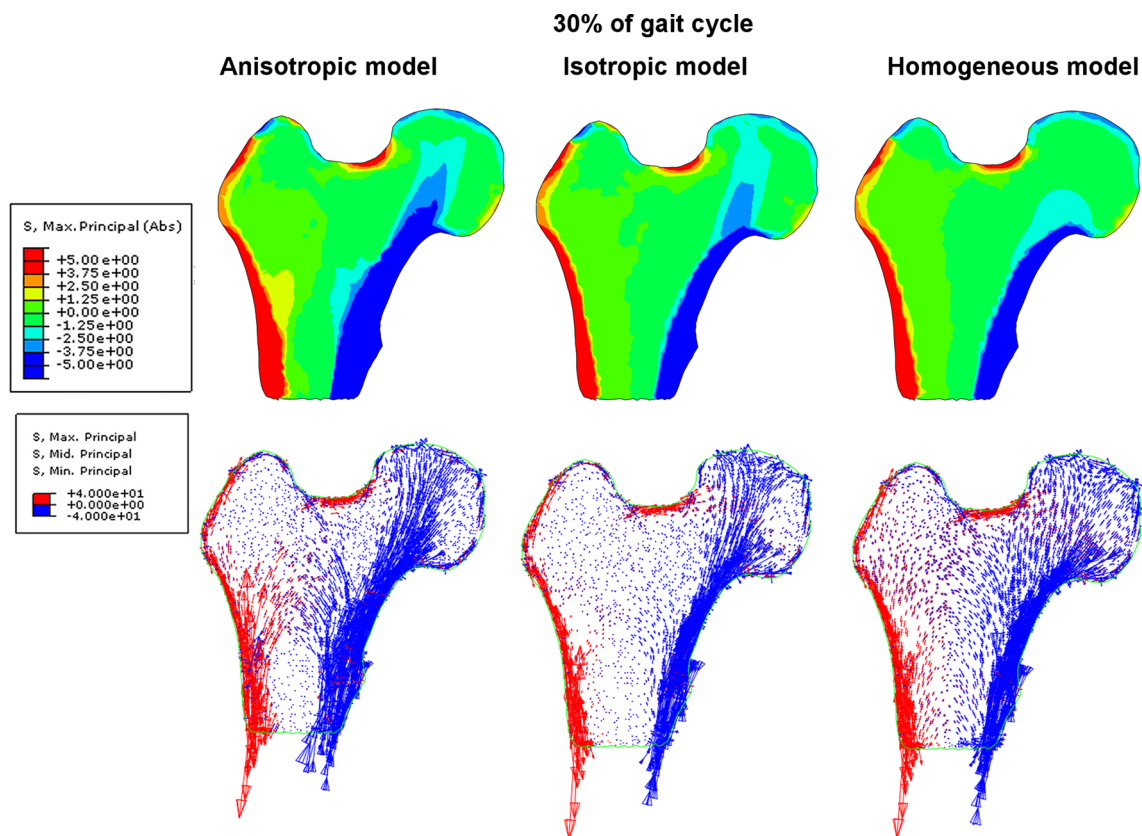 30% of gait cycle
Anisotropic model
Isotropic model
Homogeneous model
S, Max. Principal (Abs)
+5.00e+00
+3.75e+00
+2.50e+00
+1.25e+00
+0.00e+00
-1.25e+00
-2.50e+00
-3.75e+00
-5.00e+00
S, Max. Principal
S, Mid. Principal
S, Min. Principal
+4.000e+01
+0.000e+00
-4.000e+01